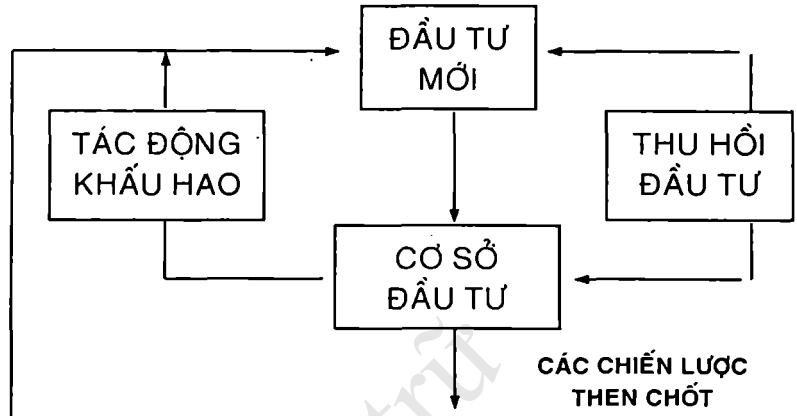 ĐẦU TƯ
MỚI
TÁC ĐỘNG
KHẤU HAO
THU HỒI
ĐẦU TƯ
CƠ SỞ
ĐẦU TƯ
CÁC CHIẾN LƯỢC
THEN CHỐT
trữ